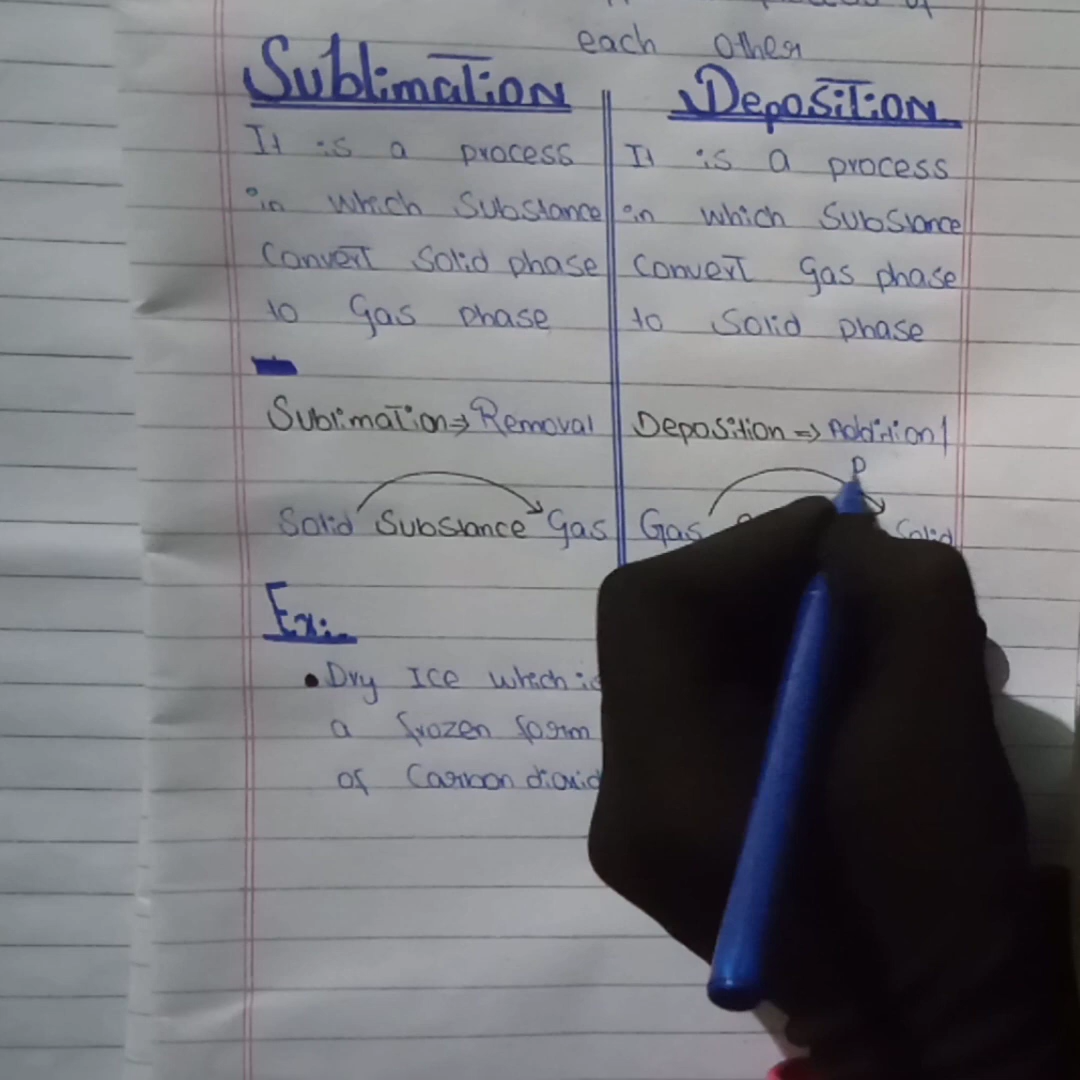 each other
Sublimation
It is a process
in which Substance
Convert Solid phase
to Gas phase
Sublimation ⇒ Removal
Solid Substance Gas
Ex:-
• Dry Ice which is
a frozen form
of Carbon
Deposition
It is a process
in which Substance
Convert Gas phase
to Solid phase
Deposition ⇒ Addition/
P
Gas Solid